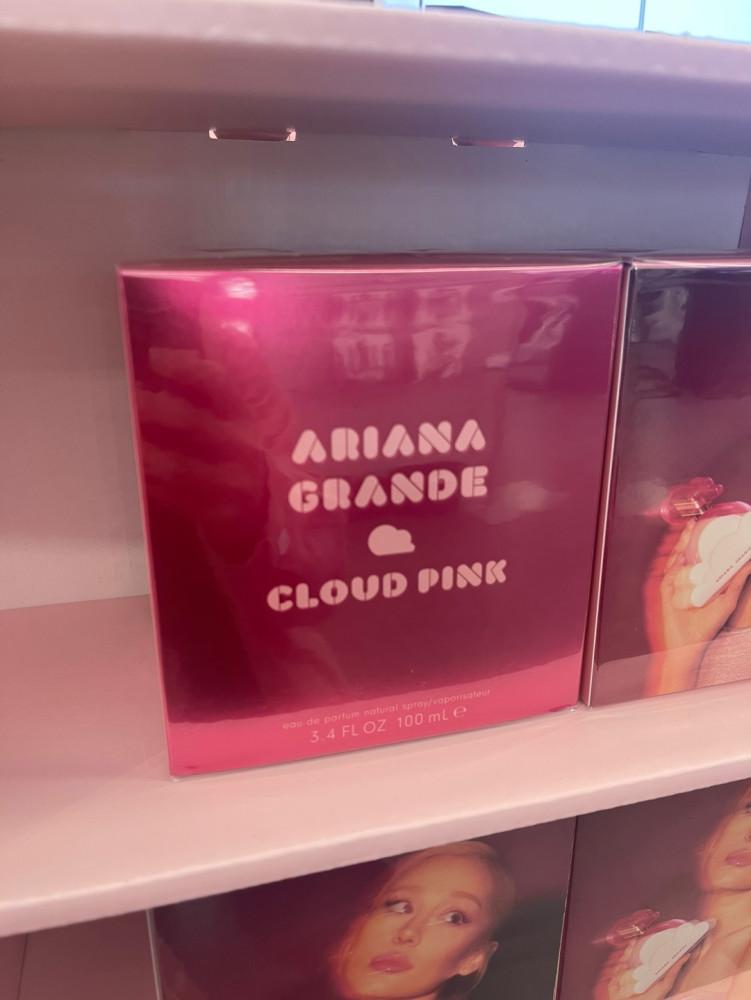 ARIANA
GRANDE
CLOUD PINK
eau de parfum natural spray/vaporisateur
3.4 FL OZ 100 mL ℮